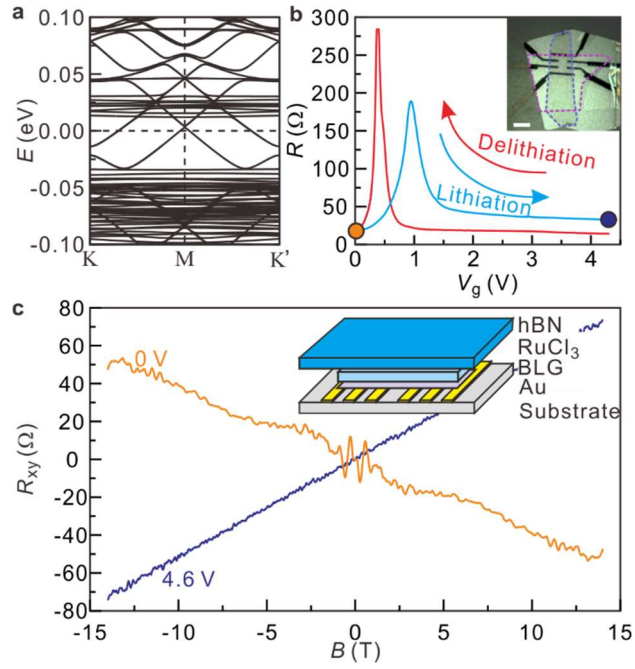 a
E (eV)
0.10
0.05
0.00
-0.05
-0.10
K
M
K'
b
R (Ω)
300
250
200
150
100
50
0
Delithiation
Lithiation
0
1
2
3
4
Vg (V)
c
Rxy (Ω)
80
60
40
20
0
-20
-40
-60
-80
0 V
4.6 V
hBN
RuCl3
BLG
Au
Substrate
-15
-10
-5
0
5
10
15
B (T)